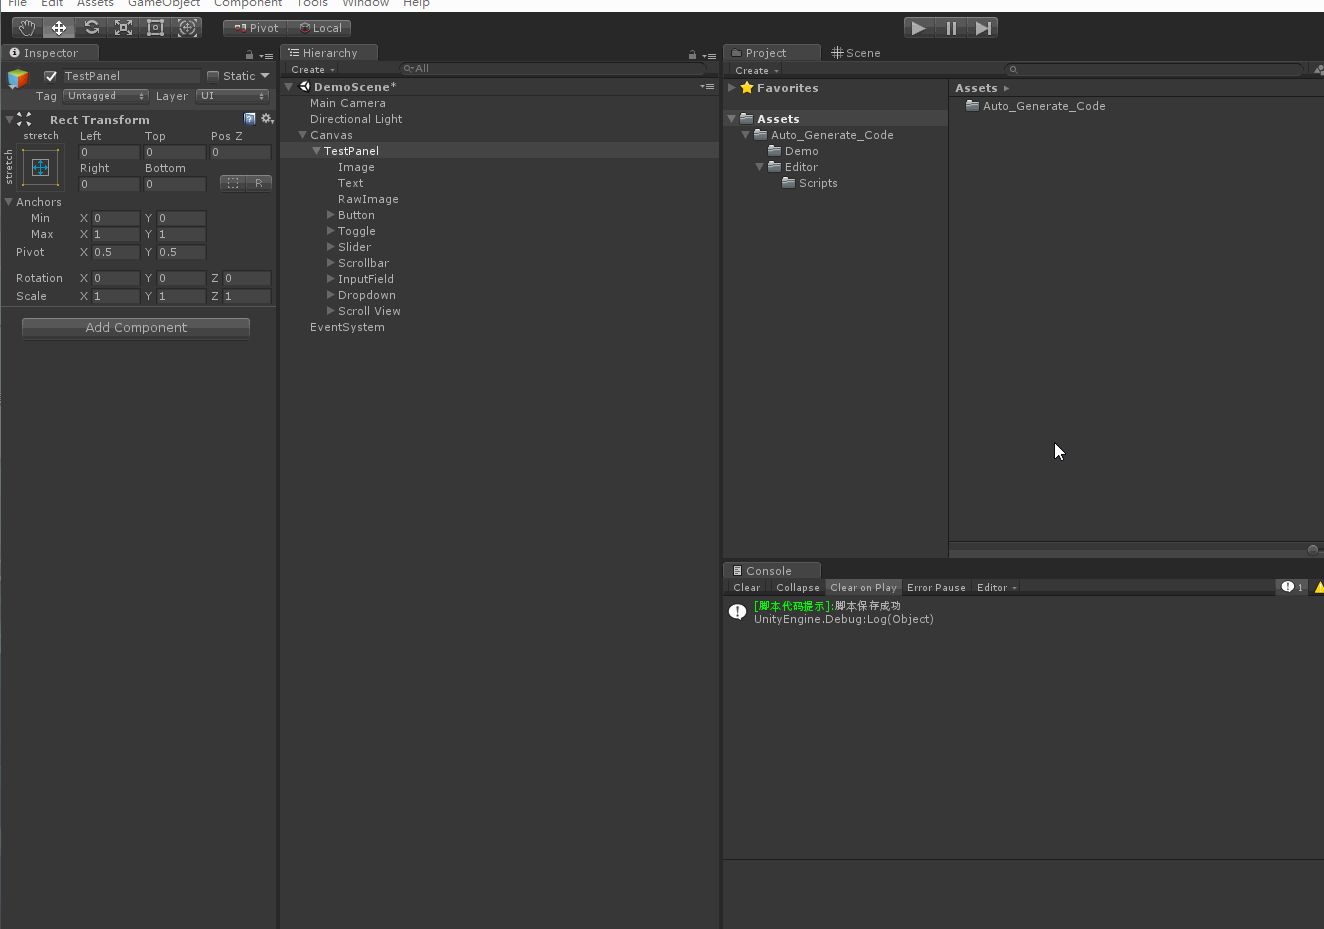 File Edit Assets GameObject Component Tools Window Help
Pivot Local
Inspector
TestPanel Static
Tag Untagged Layer UI
Rect Transform
stretch Left Top Pos Z
stretch
0 0 0
Right Bottom
0 0 R
Anchors
Min X 0 Y 0
Max X 1 Y 1
Pivot X 0.5 Y 0.5
Rotation X 0 Y 0 Z 0
Scale X 1 Y 1 Z 1
Add Component
Hierarchy
Create All
DemoScene*
Main Camera
Directional Light
Canvas
TestPanel
Image
Text
RawImage
Button
Toggle
Slider
Scrollbar
InputField
Dropdown
Scroll View
EventSystem
Project Scene
Create
Favorites
Assets
Auto_Generate_Code
Demo
Editor
Scripts
Assets
Auto_Generate_Code
Console
Clear Collapse Clear on Play Error Pause Editor 1
[脚本代码提示]:脚本保存成功
UnityEngine.Debug:Log(Object)